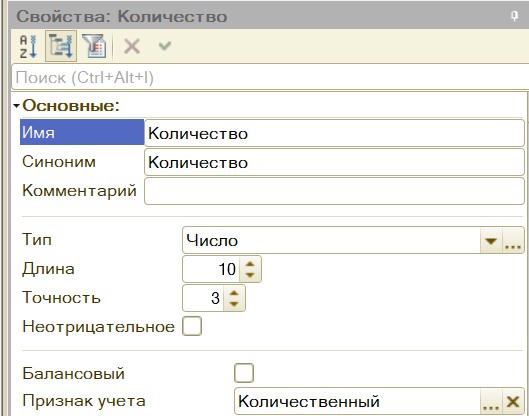 Свойства: Количество
Поиск (Ctrl+Alt+I)
Основные:
Имя Количество
Синоним Количество
Комментарий
Тип Число
Длина 10
Точность 3
Неотрицательное
Балансовый
Признак учета Количественный